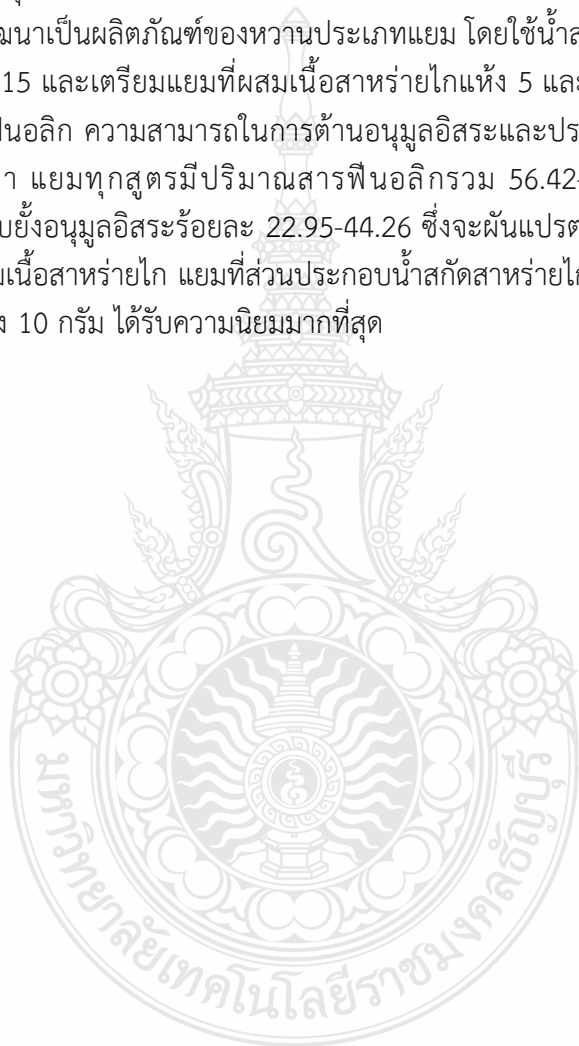 ฒนาเป็นผลิตภัณฑ์ของหวานประเภทแยม โดยใช้น้ำส
15 และเตรียมแยมที่ผสมเนื้อสาหร่ายไกแห้ง 5 และ
ฟีนอลิก ความสามารถในการต้านอนุมูลอิสระและประ
า แยมทุกสูตรมีปริมาณสารฟีนอลิกรวม 56.42-
บยั้งอนุมูลอิสระร้อยละ 22.95-44.26 ซึ่งจะผันแปรต
มเนื้อสาหร่ายไก แยมที่ส่วนประกอบน้ำสกัดสาหร่ายไก
ง 10 กรัม ได้รับความนิยมมากที่สุด
มหาวิทยาลัยเทคโนโลยีราชมงคลธัญบุรี